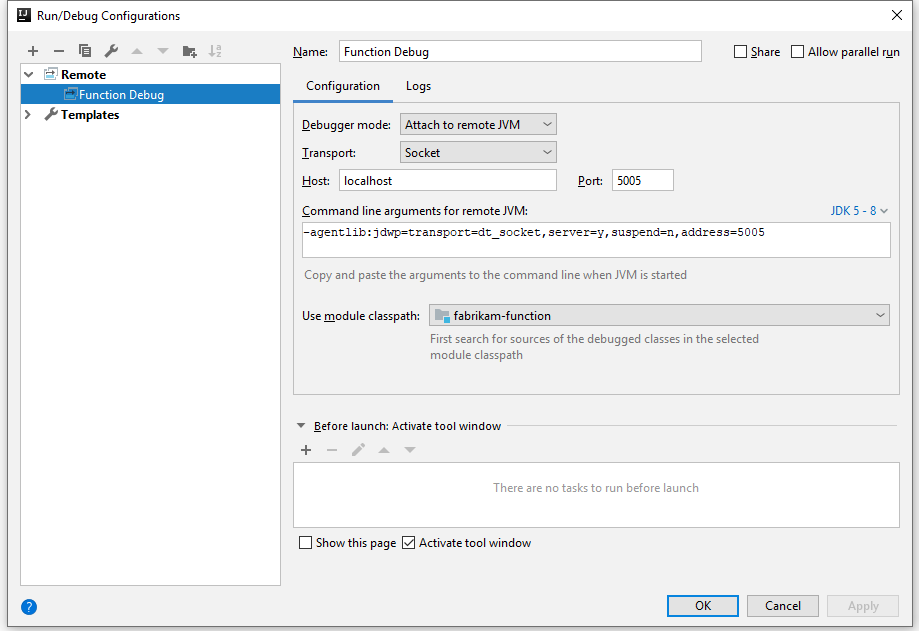 Run/Debug Configurations
Name: Function Debug Share Allow parallel run
Remote
Function Debug
Templates
Configuration Logs
Debugger mode: Attach to remote JVM
Transport: Socket
Host: localhost Port: 5005
Command line arguments for remote JVM: JDK 5 - 8
-agentlib:jdwp=transport=dt_socket,server=y,suspend=n,address=5005
Copy and paste the arguments to the command line when JVM is started
Use module classpath: fabrikam-function
First search for sources of the debugged classes in the selected
module classpath
Before launch: Activate tool window
There are no tasks to run before launch
Show this page Activate tool window
? OK Cancel Apply